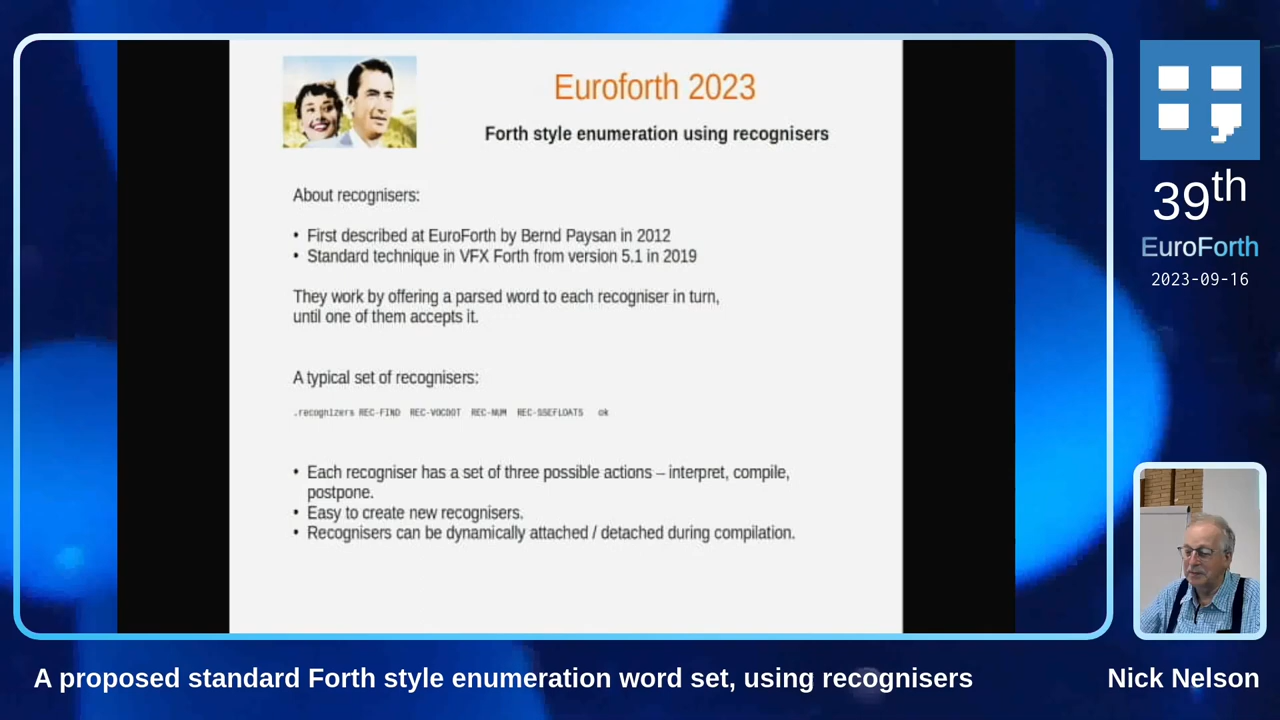 Euroforth 2023
Forth style enumeration using recognisers
About recognisers:
• First described at EuroForth by Bernd Paysan in 2012
• Standard technique in VFX Forth from version 5.1 in 2019
They work by offering a parsed word to each recogniser in turn,
until one of them accepts it.
A typical set of recognisers:
.recognizers REC-FIND REC-VOCDOT REC-NUM REC-SSEFLOATS ok
• Each recogniser has a set of three possible actions – interpret, compile,
postpone.
• Easy to create new recognisers.
• Recognisers can be dynamically attached / detached during compilation.
39th
EuroForth
2023-09-16
A proposed standard Forth style enumeration word set, using recognisers
Nick Nelson